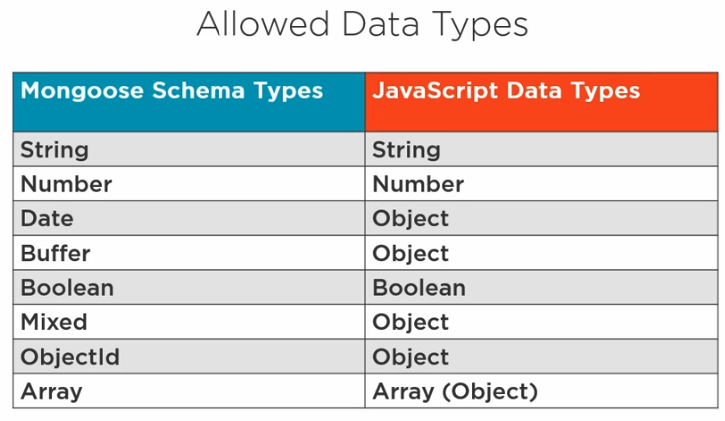 Allowed Data Types
Mongoose Schema Types JavaScript Data Types
String String
Number Number
Date Object
Buffer Object
Boolean Boolean
Mixed Object
ObjectId Object
Array Array (Object)